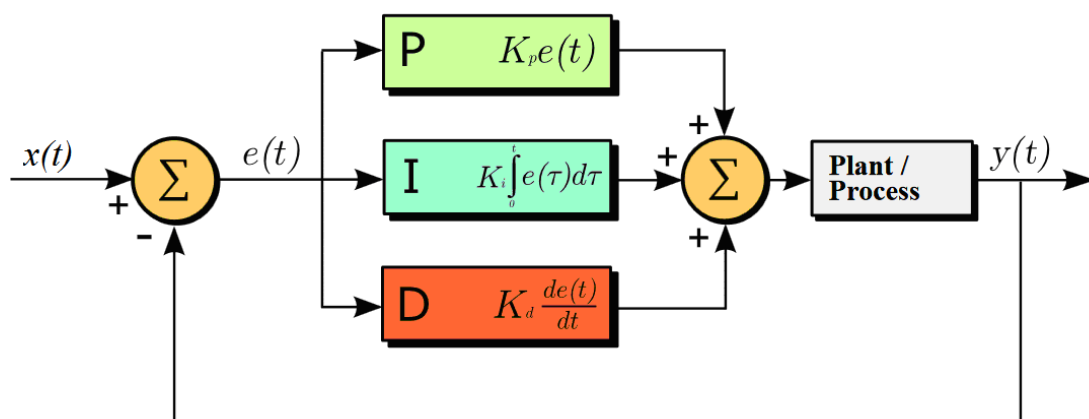 x(t)
+
-
Σ
e(t)
P K_p e(t)
I K_i ∫_0^t e(τ)dτ
D K_d de(t)/dt
+
+
+
Σ
Plant /
Process
y(t)